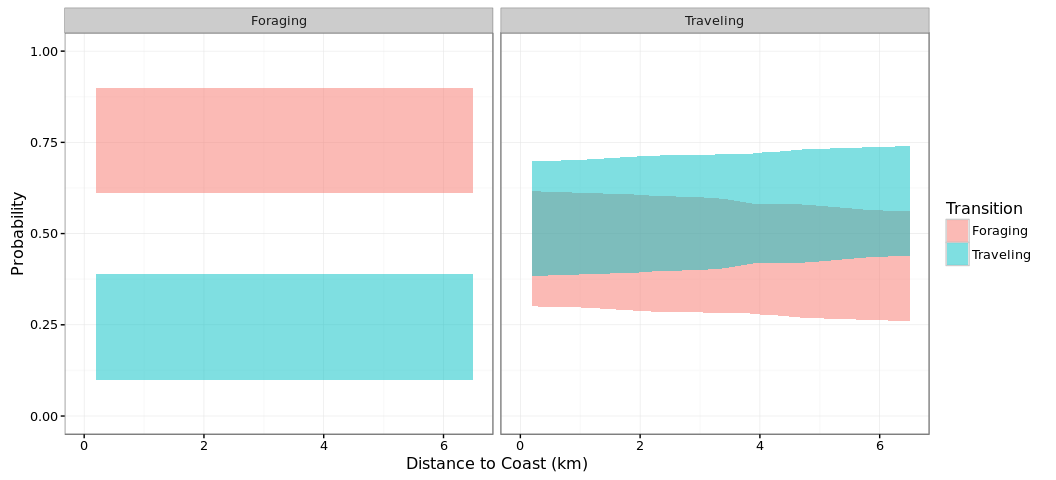 Foraging
Traveling
Probability
1.00
0.75
0.50
0.25
0.00
0 2 4 6
0 2 4 6
Distance to Coast (km)
Transition
Foraging
Traveling